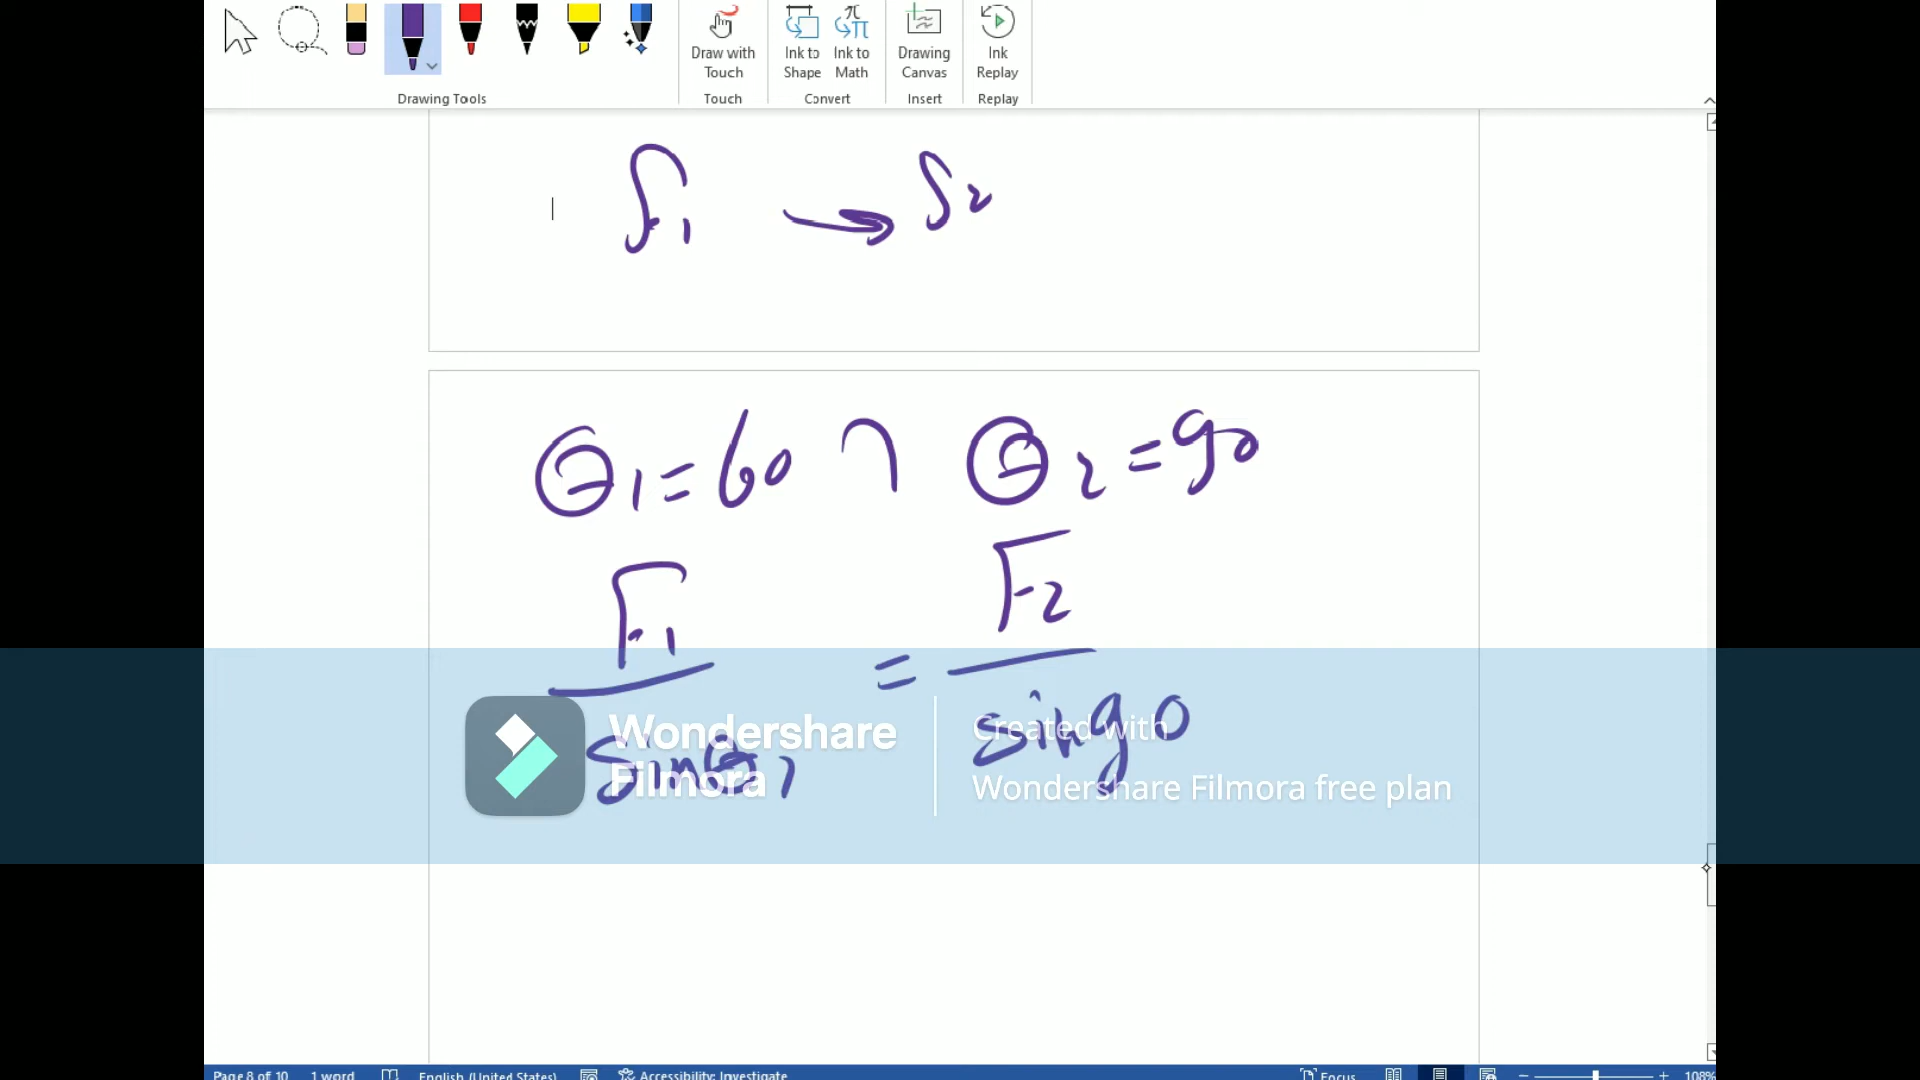 Draw with Touch
Ink to Shape
Ink to Math
Drawing Canvas
Ink Replay
Drawing Tools
Touch
Convert
Insert
Replay
F1 → F2
θ1 = 60 θ2 = 90
F1 / sinθ1 = F2 / sin90
Wondershare Filmora
Created with
Wondershare Filmora free plan
Page 8 of 10 1 word English (United States) Accessibility: Investigate Focus 108%